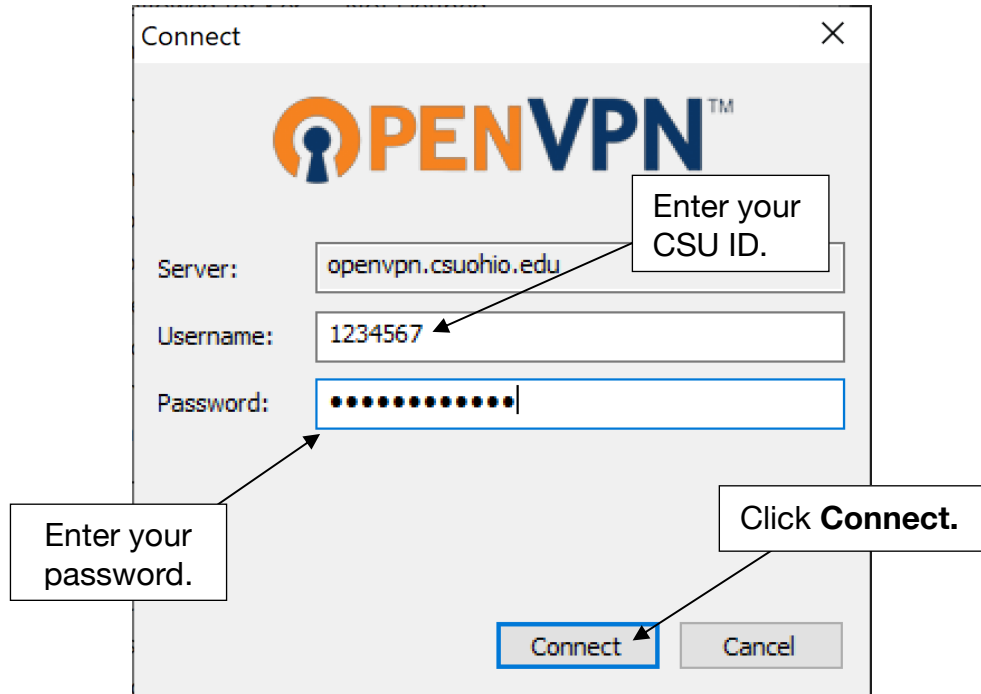 Connect
OPENVPN™
Enter your
CSU ID.
Server:
openvpn.csuohio.edu
Username:
1234567
Password:
••••••••••••
Enter your
password.
Click Connect.
Connect
Cancel